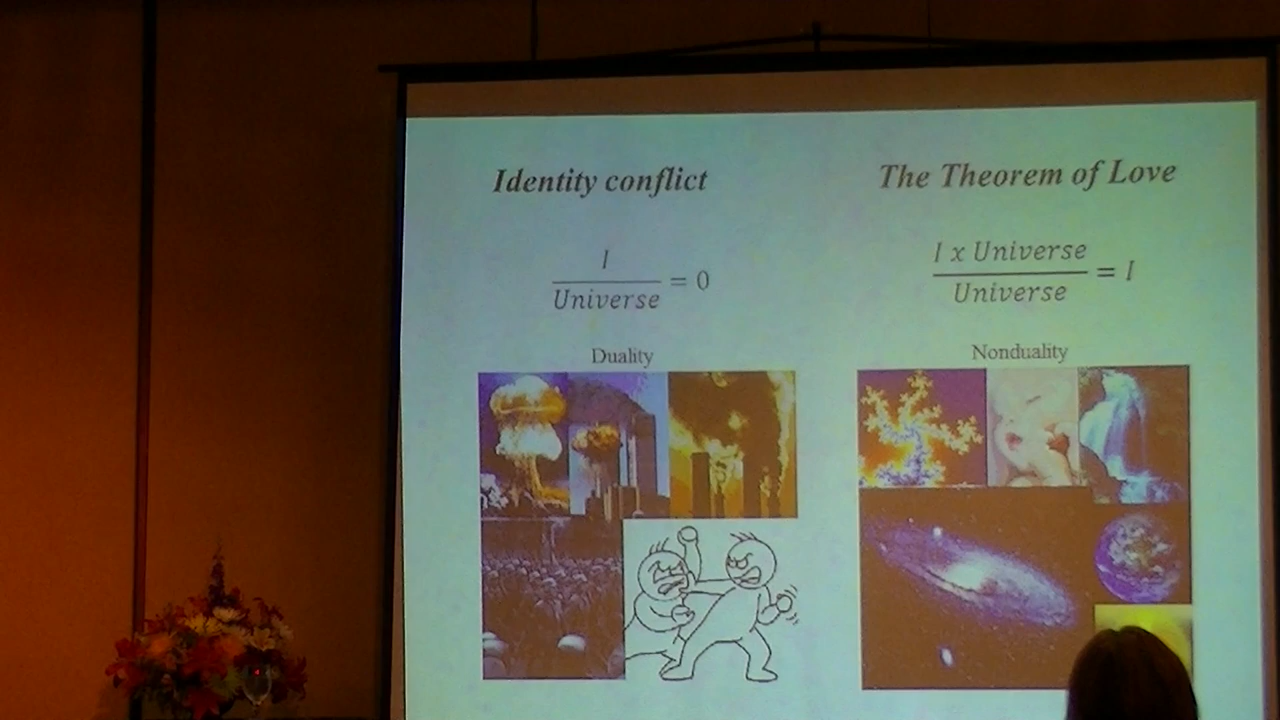 Identity conflict
I
Universe = 0
Duality
The Theorem of Love
I x Universe
Universe = I
Nonduality